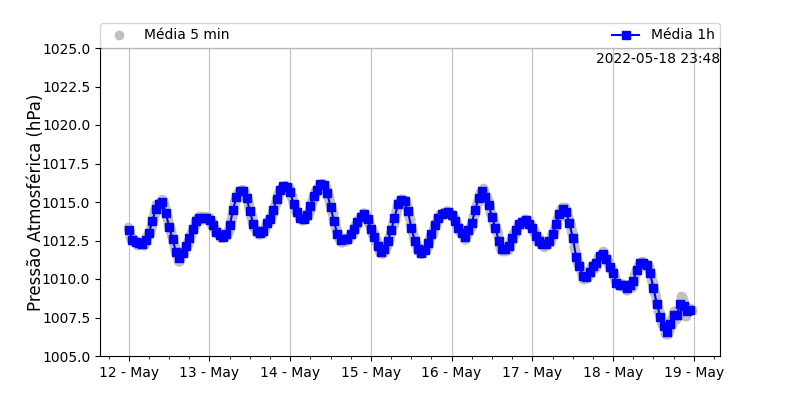 Média 5 min
Média 1h
2022-05-18 23:48
Pressão Atmosférica (hPa)
1025.0
1022.5
1020.0
1017.5
1015.0
1012.5
1010.0
1007.5
1005.0
12 - May 13 - May 14 - May 15 - May 16 - May 17 - May 18 - May 19 - May